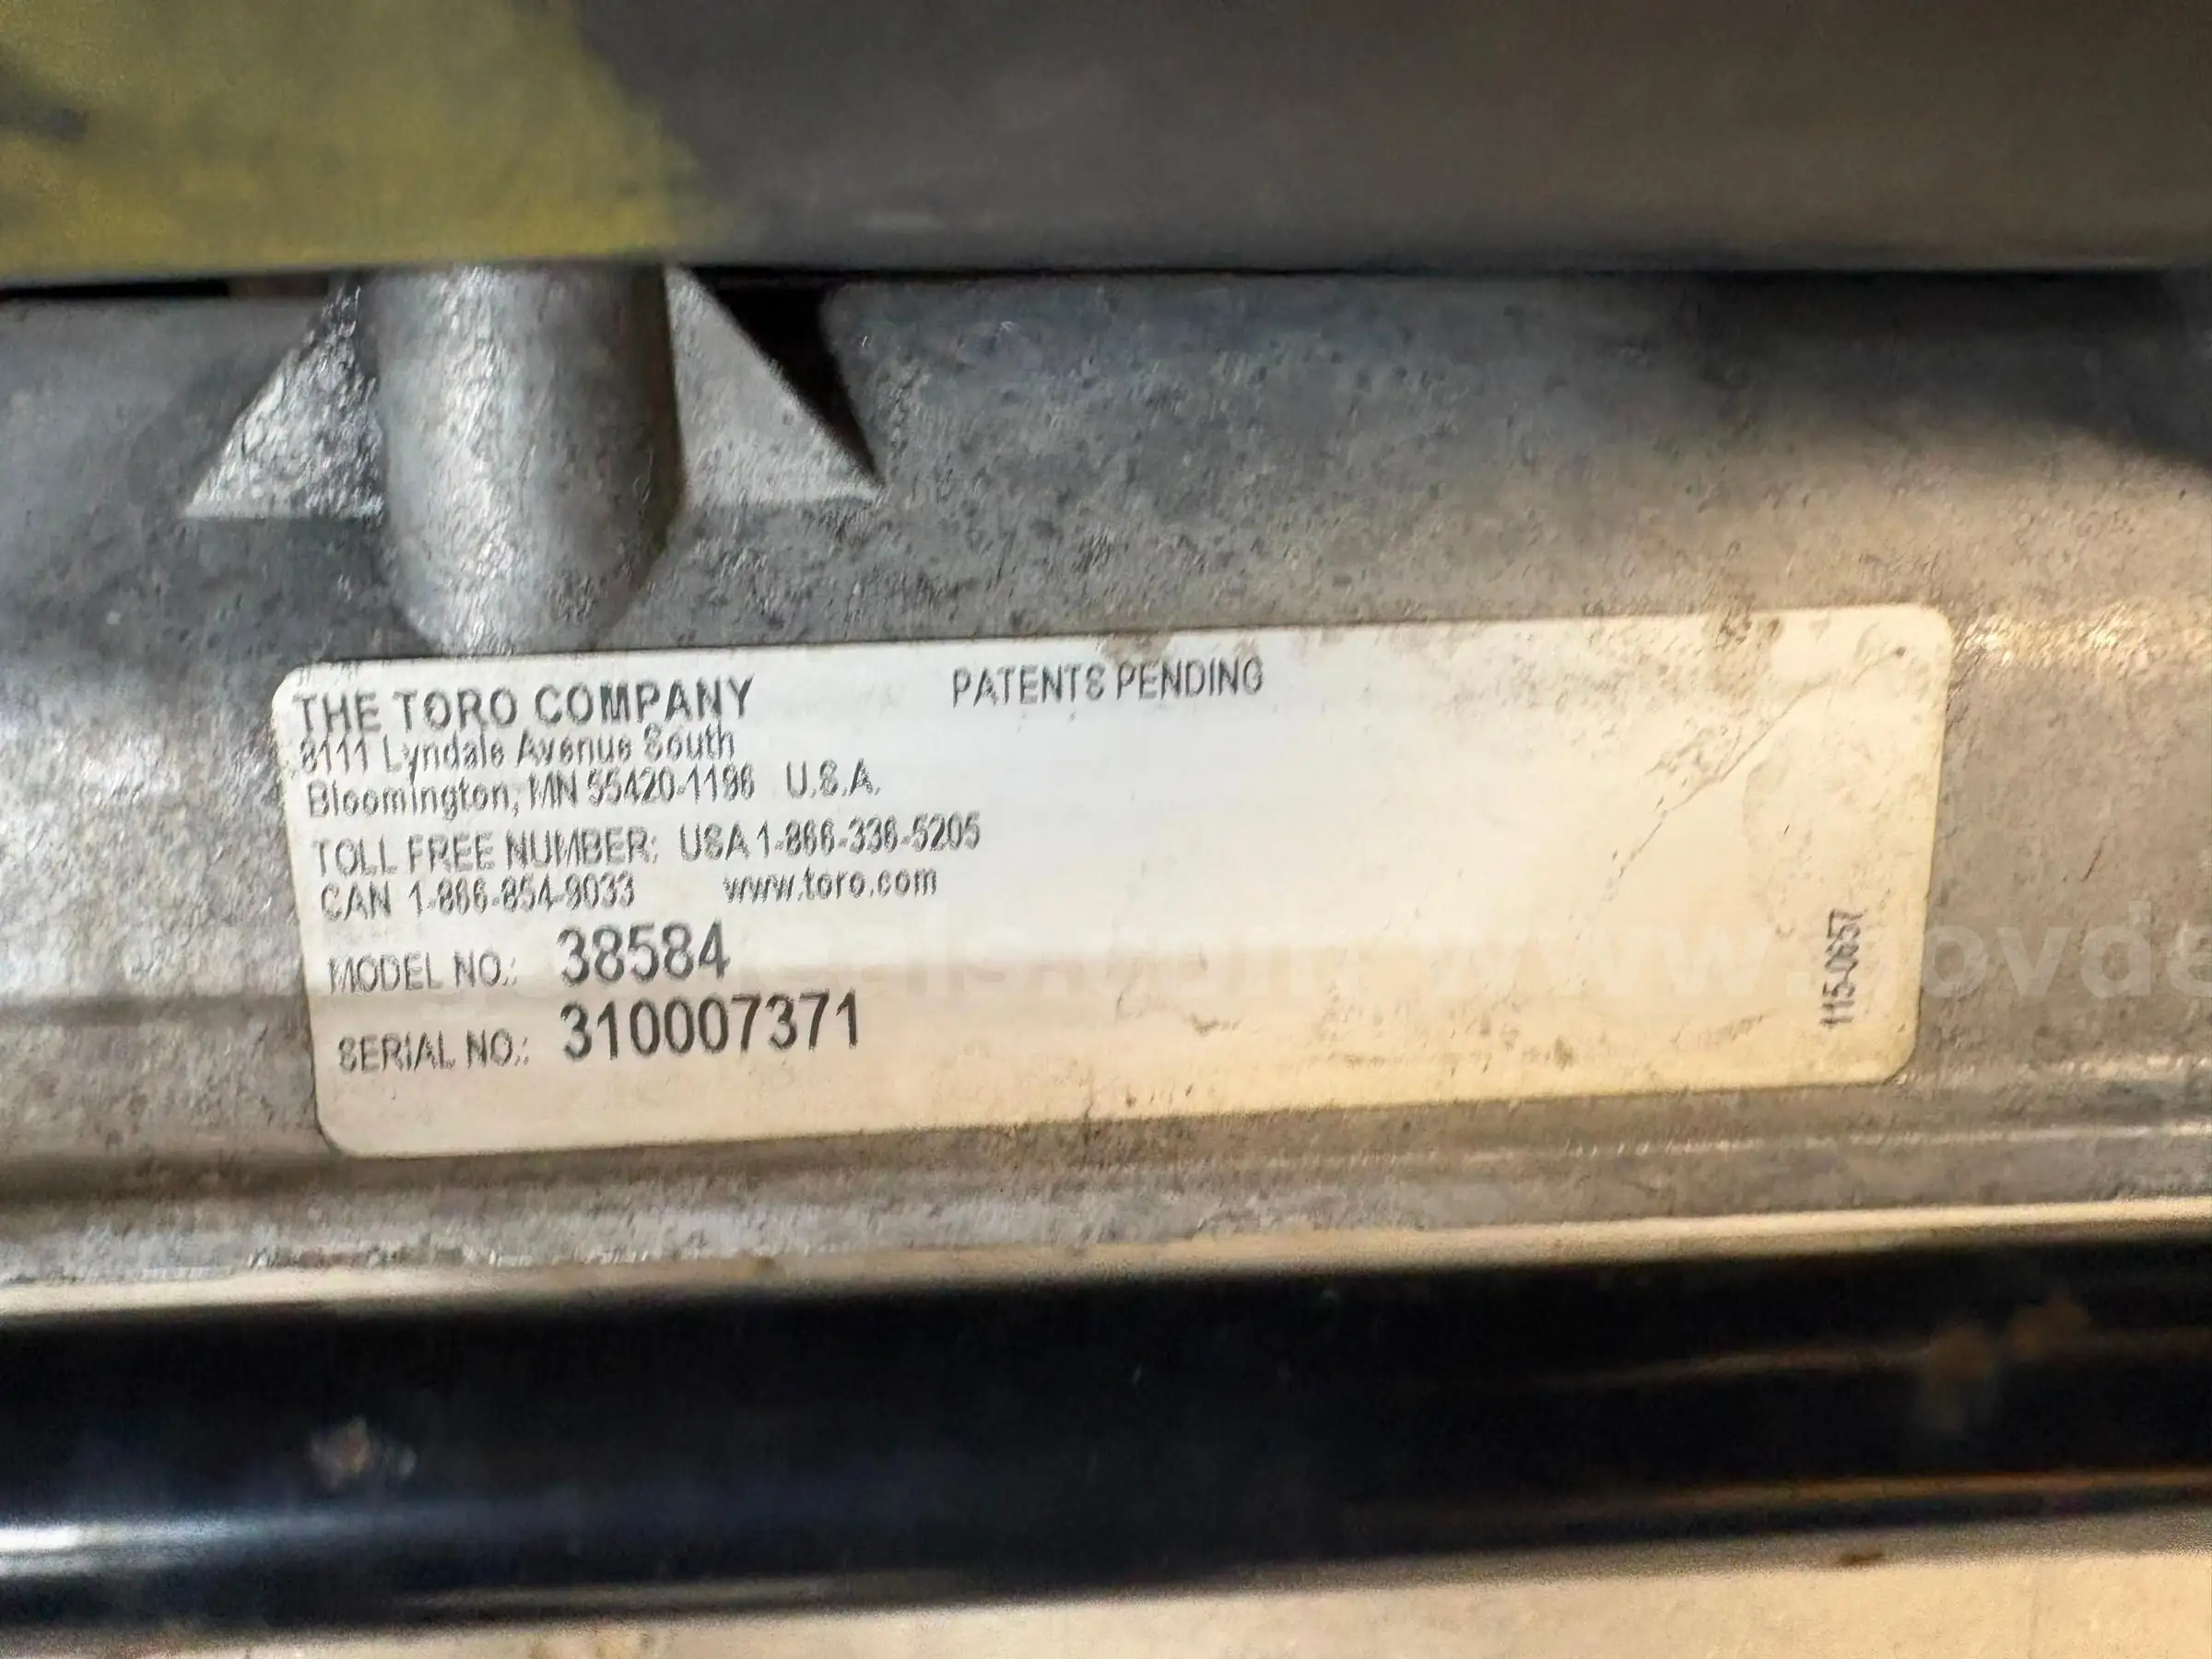 THE TORO COMPANY
8111 Lyndale Avenue South
Bloomington, MN 55420-1196 U.S.A.
PATENTS PENDING
TOLL FREE NUMBER: USA 1-866-336-5205
CAN 1-866-854-9033 www.toro.com
MODEL NO.: 38584
SERIAL NO.: 310007371
115-0657